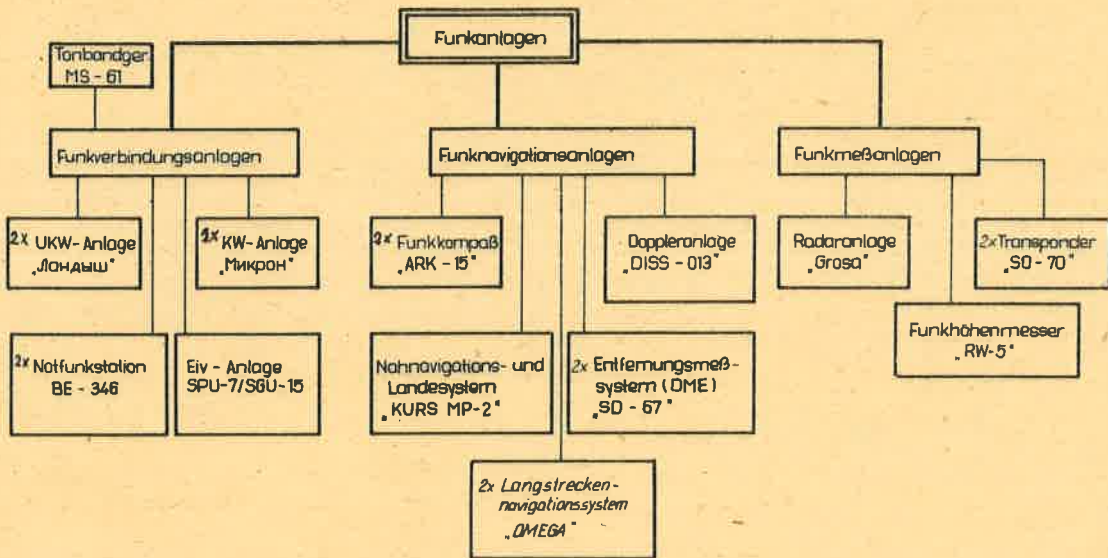 Funkanlagen
Tonbandger.
MS - 61
Funkverbindungsanlagen
Funknavigationsanlagen
Funkmeßanlagen
2x UKW-Anlage
„Ландыш"
2x KW-Anlage
„Микрон"
2x Funkkompaß
„ARK - 15"
Doppleranlage
„DISS - 013"
Radaranlage
„Grosa"
2x Transponder
„SO - 70"
2x Notfunkstation
BE - 346
Eiv - Anlage
SPU-7/SGU-15
Nahnavigations- und
Landesystem
„KURS MP-2"
2x Entfernungsmeß-
system (DME)
„SD - 67"
Funkhöhenmesser
„RW-5"
2x Langstrecken-
navigationssystem
„OMEGA"